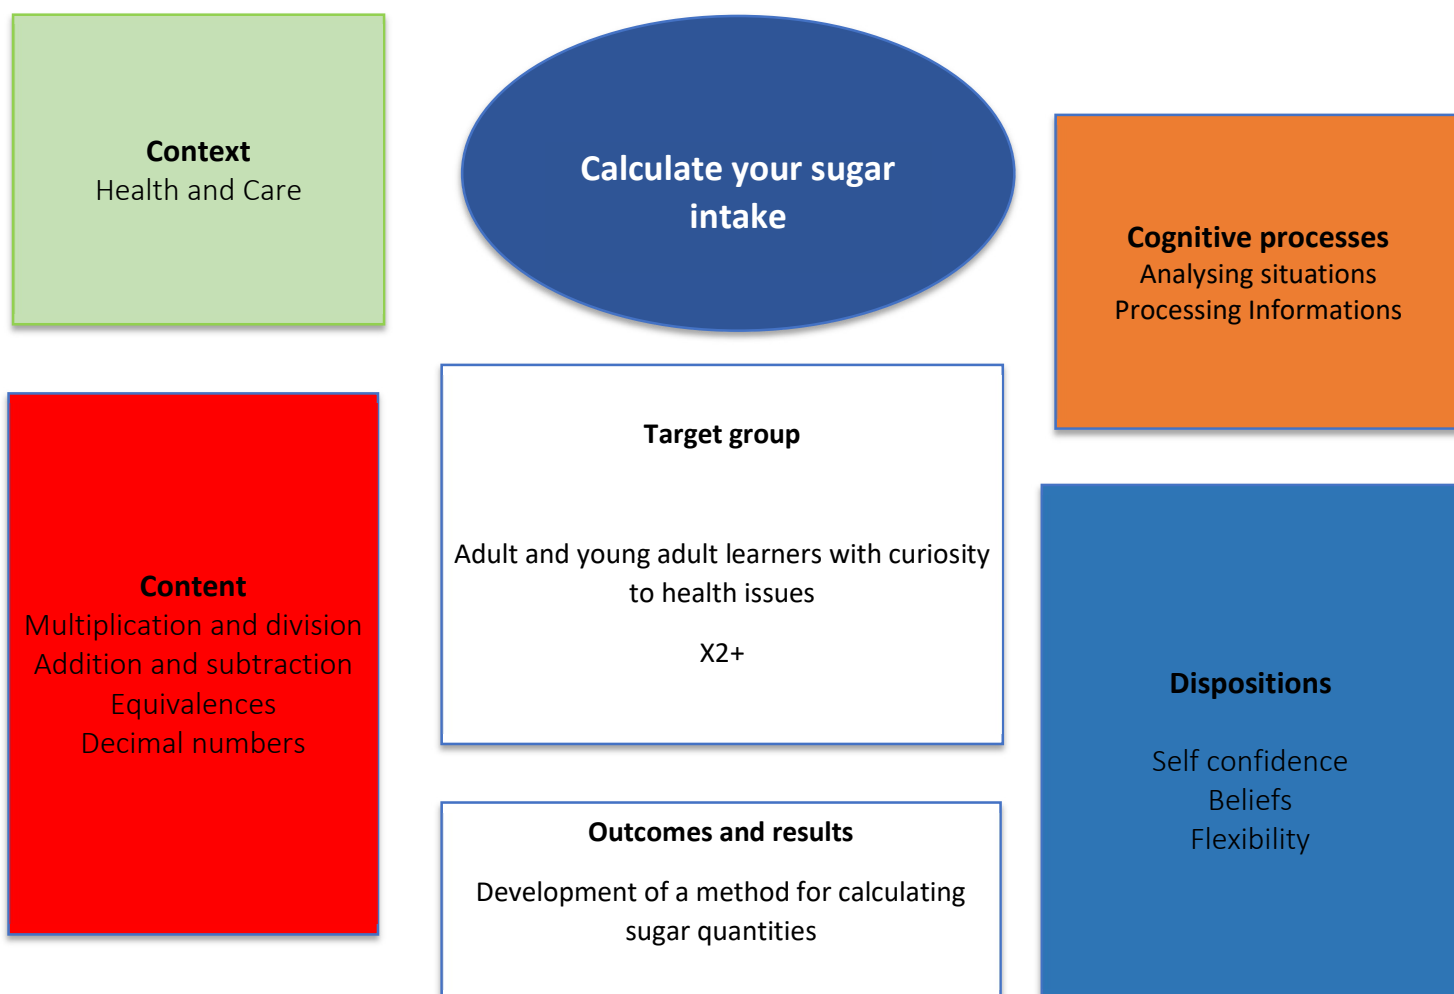 Context
Health and Care
Calculate your sugar
intake
Cognitive processes
Analysing situations
Processing Informations
Target group
Adult and young adult learners with curiosity
to health issues
X2+
Content
Multiplication and division
Addition and subtraction
Equivalences
Decimal numbers
Dispositions
Self confidence
Beliefs
Flexibility
Outcomes and results
Development of a method for calculating
sugar quantities